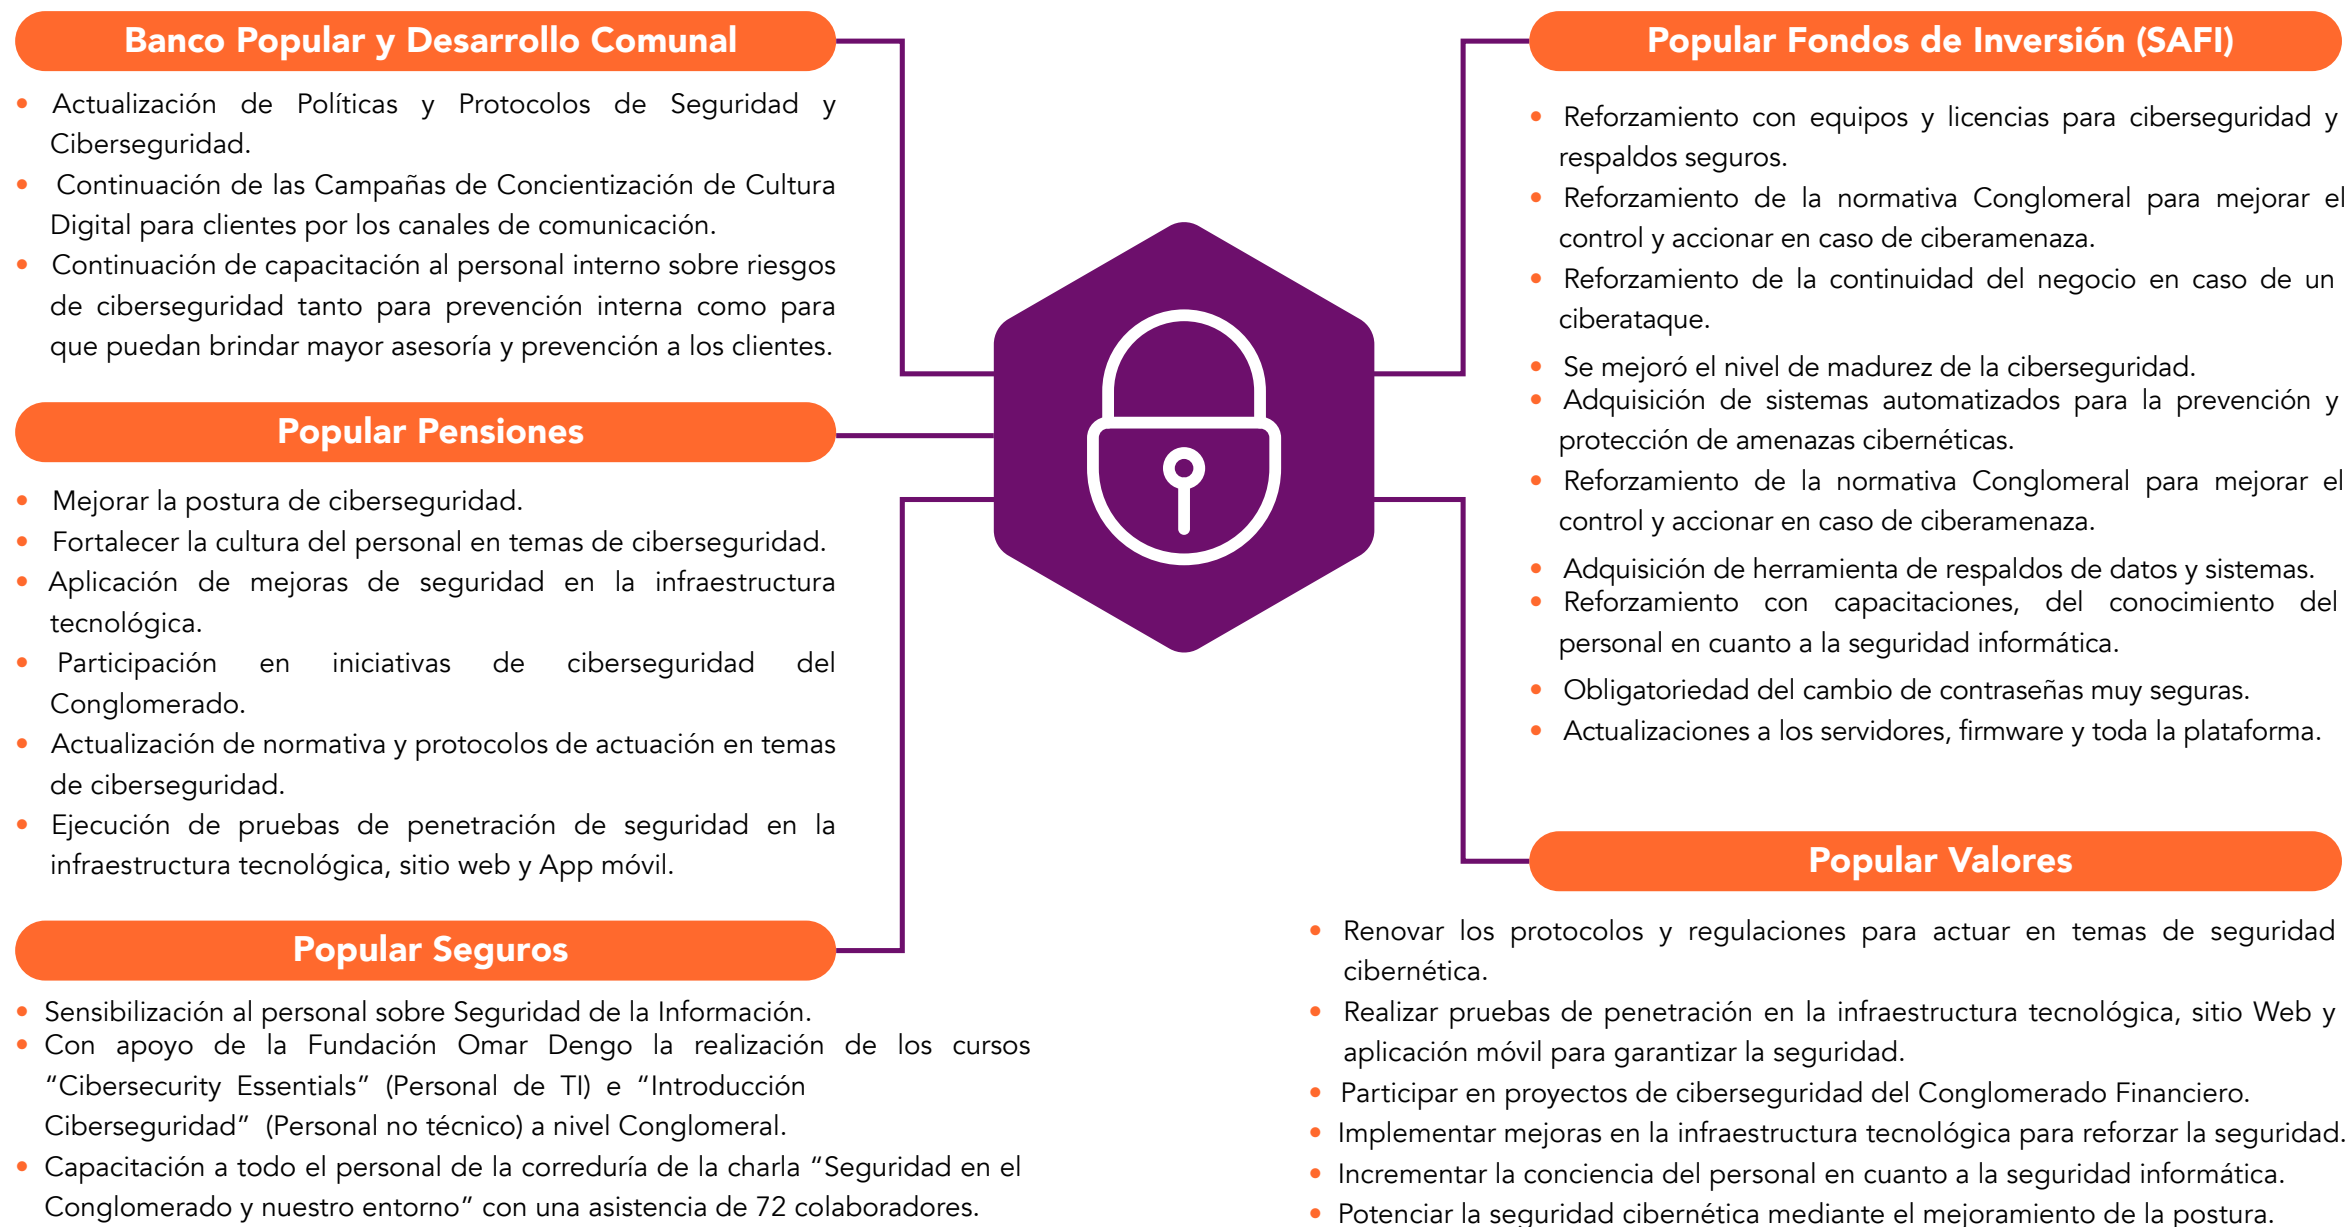 Banco Popular y Desarrollo Comunal
• Actualización de Políticas y Protocolos de Seguridad y
Ciberseguridad.
• Continuación de las Campañas de Concientización de Cultura
Digital para clientes por los canales de comunicación.
• Continuación de capacitación al personal interno sobre riesgos
de ciberseguridad tanto para prevención interna como para
que puedan brindar mayor asesoría y prevención a los clientes.
Popular Pensiones
• Mejorar la postura de ciberseguridad.
• Fortalecer la cultura del personal en temas de ciberseguridad.
• Aplicación de mejoras de seguridad en la infraestructura
tecnológica.
• Participación en iniciativas de ciberseguridad del
Conglomerado.
• Actualización de normativa y protocolos de actuación en temas
de ciberseguridad.
• Ejecución de pruebas de penetración de seguridad en la
infraestructura tecnológica, sitio web y App móvil.
Popular Seguros
• Sensibilización al personal sobre Seguridad de la Información.
• Con apoyo de la Fundación Omar Dengo la realización de los cursos
“Cibersecurity Essentials” (Personal de TI) e “Introducción
Ciberseguridad” (Personal no técnico) a nivel Conglomeral.
• Capacitación a todo el personal de la correduría de la charla “Seguridad en el
Conglomerado y nuestro entorno” con una asistencia de 72 colaboradores.
Popular Fondos de Inversión (SAFI)
• Reforzamiento con equipos y licencias para ciberseguridad y
respaldos seguros.
• Reforzamiento de la normativa Conglomeral para mejorar el
control y accionar en caso de ciberamenaza.
• Reforzamiento de la continuidad del negocio en caso de un
ciberataque.
• Se mejoró el nivel de madurez de la ciberseguridad.
• Adquisición de sistemas automatizados para la prevención y
protección de amenazas cibernéticas.
• Reforzamiento de la normativa Conglomeral para mejorar el
control y accionar en caso de ciberamenaza.
• Adquisición de herramienta de respaldos de datos y sistemas.
• Reforzamiento con capacitaciones, del conocimiento del
personal en cuanto a la seguridad informática.
• Obligatoriedad del cambio de contraseñas muy seguras.
• Actualizaciones a los servidores, firmware y toda la plataforma.
Popular Valores
• Renovar los protocolos y regulaciones para actuar en temas de seguridad
cibernética.
• Realizar pruebas de penetración en la infraestructura tecnológica, sitio Web y
aplicación móvil para garantizar la seguridad.
• Participar en proyectos de ciberseguridad del Conglomerado Financiero.
• Implementar mejoras en la infraestructura tecnológica para reforzar la seguridad.
• Incrementar la conciencia del personal en cuanto a la seguridad informática.
• Potenciar la seguridad cibernética mediante el mejoramiento de la postura.